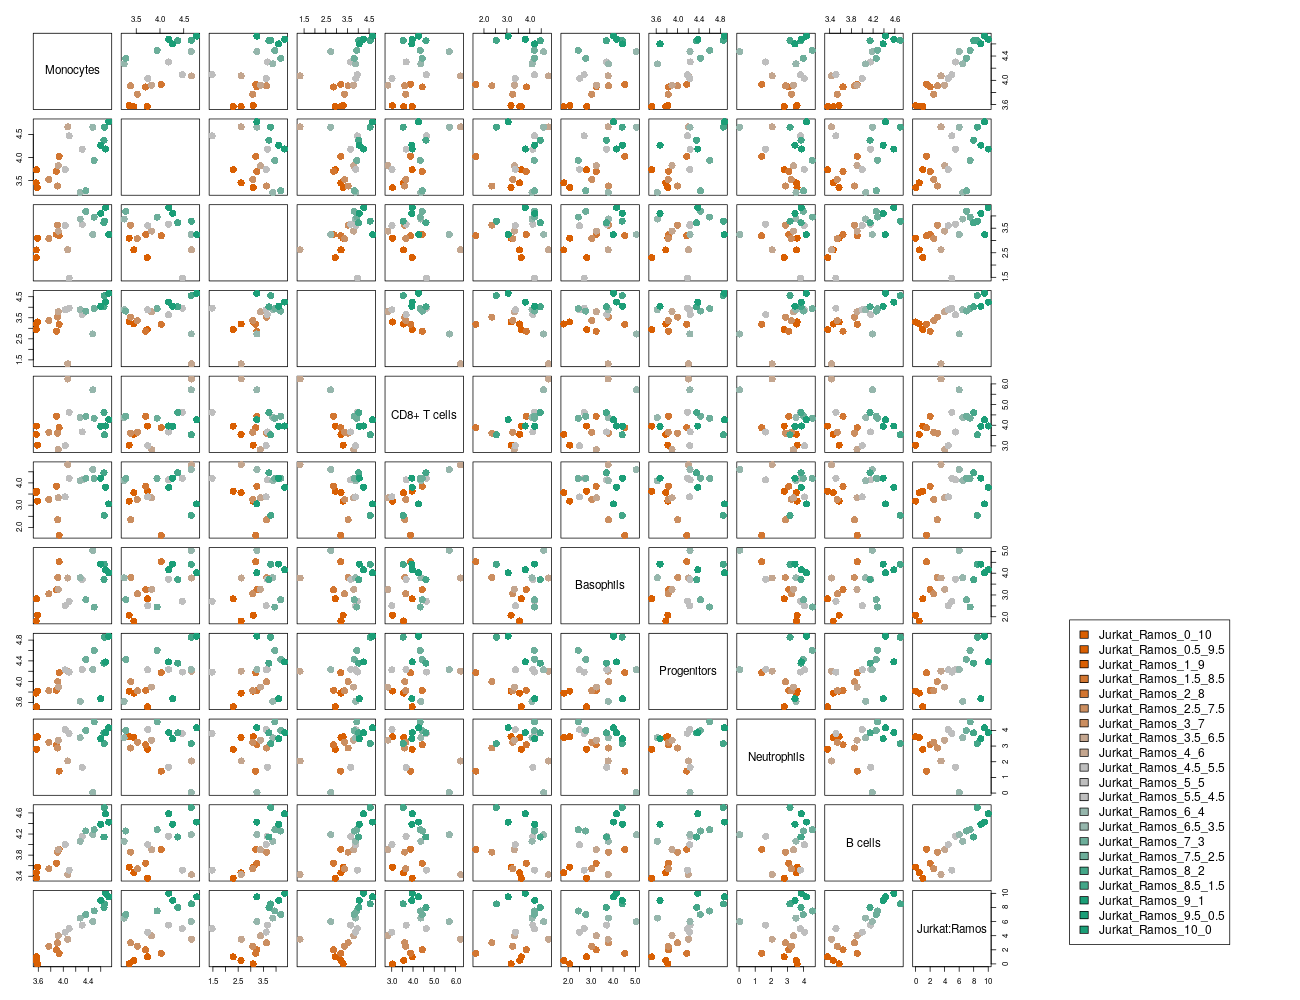 3.5 4.0 4.5 1.5 2.5 3.5 4.5 2.0 3.0 4.0 3.6 4.0 4.4 4.8 3.4 3.8 4.2 4.6
Monocytes
3.6 4.0 4.4
3.5 4.0 4.5
1.5 2.5 3.5
1.5 2.5 3.5 4.5
CD8+ T cells
3.0 4.0 5.0 6.0
2.0 3.0 4.0
Basophils
2.0 3.0 4.0 5.0
3.6 4.0 4.4 4.8
Progenitors
Neutrophils
0 1 2 3 4
3.4 3.8 4.2 4.6
B cells
Jurkat:Ramos
0 2 4 6 8 10
3.6 4.0 4.4 1.5 2.5 3.5 3.0 4.0 5.0 6.0 2.0 3.0 4.0 5.0 0 1 2 3 4 0 2 4 6 8 10
Jurkat_Ramos_0_10
Jurkat_Ramos_0.5_9.5
Jurkat_Ramos_1_9
Jurkat_Ramos_1.5_8.5
Jurkat_Ramos_2_8
Jurkat_Ramos_2.5_7.5
Jurkat_Ramos_3_7
Jurkat_Ramos_3.5_6.5
Jurkat_Ramos_4_6
Jurkat_Ramos_4.5_5.5
Jurkat_Ramos_5_5
Jurkat_Ramos_5.5_4.5
Jurkat_Ramos_6_4
Jurkat_Ramos_6.5_3.5
Jurkat_Ramos_7_3
Jurkat_Ramos_7.5_2.5
Jurkat_Ramos_8_2
Jurkat_Ramos_8.5_1.5
Jurkat_Ramos_9_1
Jurkat_Ramos_9.5_0.5
Jurkat_Ramos_10_0